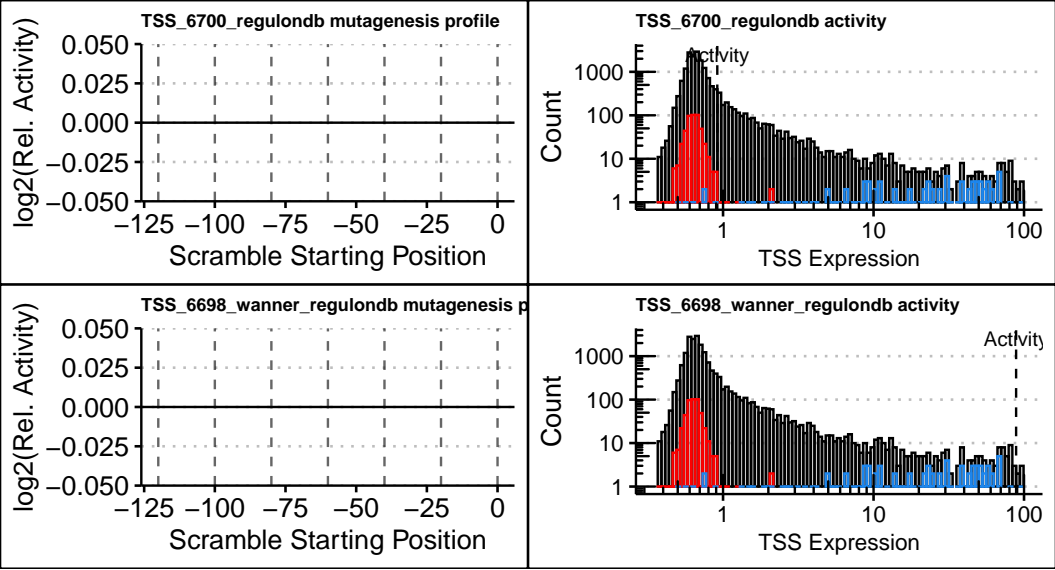 TSS_6700_regulondb mutagenesis profile
log2(Rel. Activity)
0.050
0.025
0.000
−0.025
−0.050
−125 −100 −75 −50 −25 0
Scramble Starting Position
TSS_6700_regulondb activity
Activity
Count
1000
100
10
1
1 10 100
TSS Expression
TSS_6698_wanner_regulondb mutagenesis p
log2(Rel. Activity)
0.050
0.025
0.000
−0.025
−0.050
−125 −100 −75 −50 −25 0
Scramble Starting Position
TSS_6698_wanner_regulondb activity
Activity
Count
1000
100
10
1
1 10 100
TSS Expression